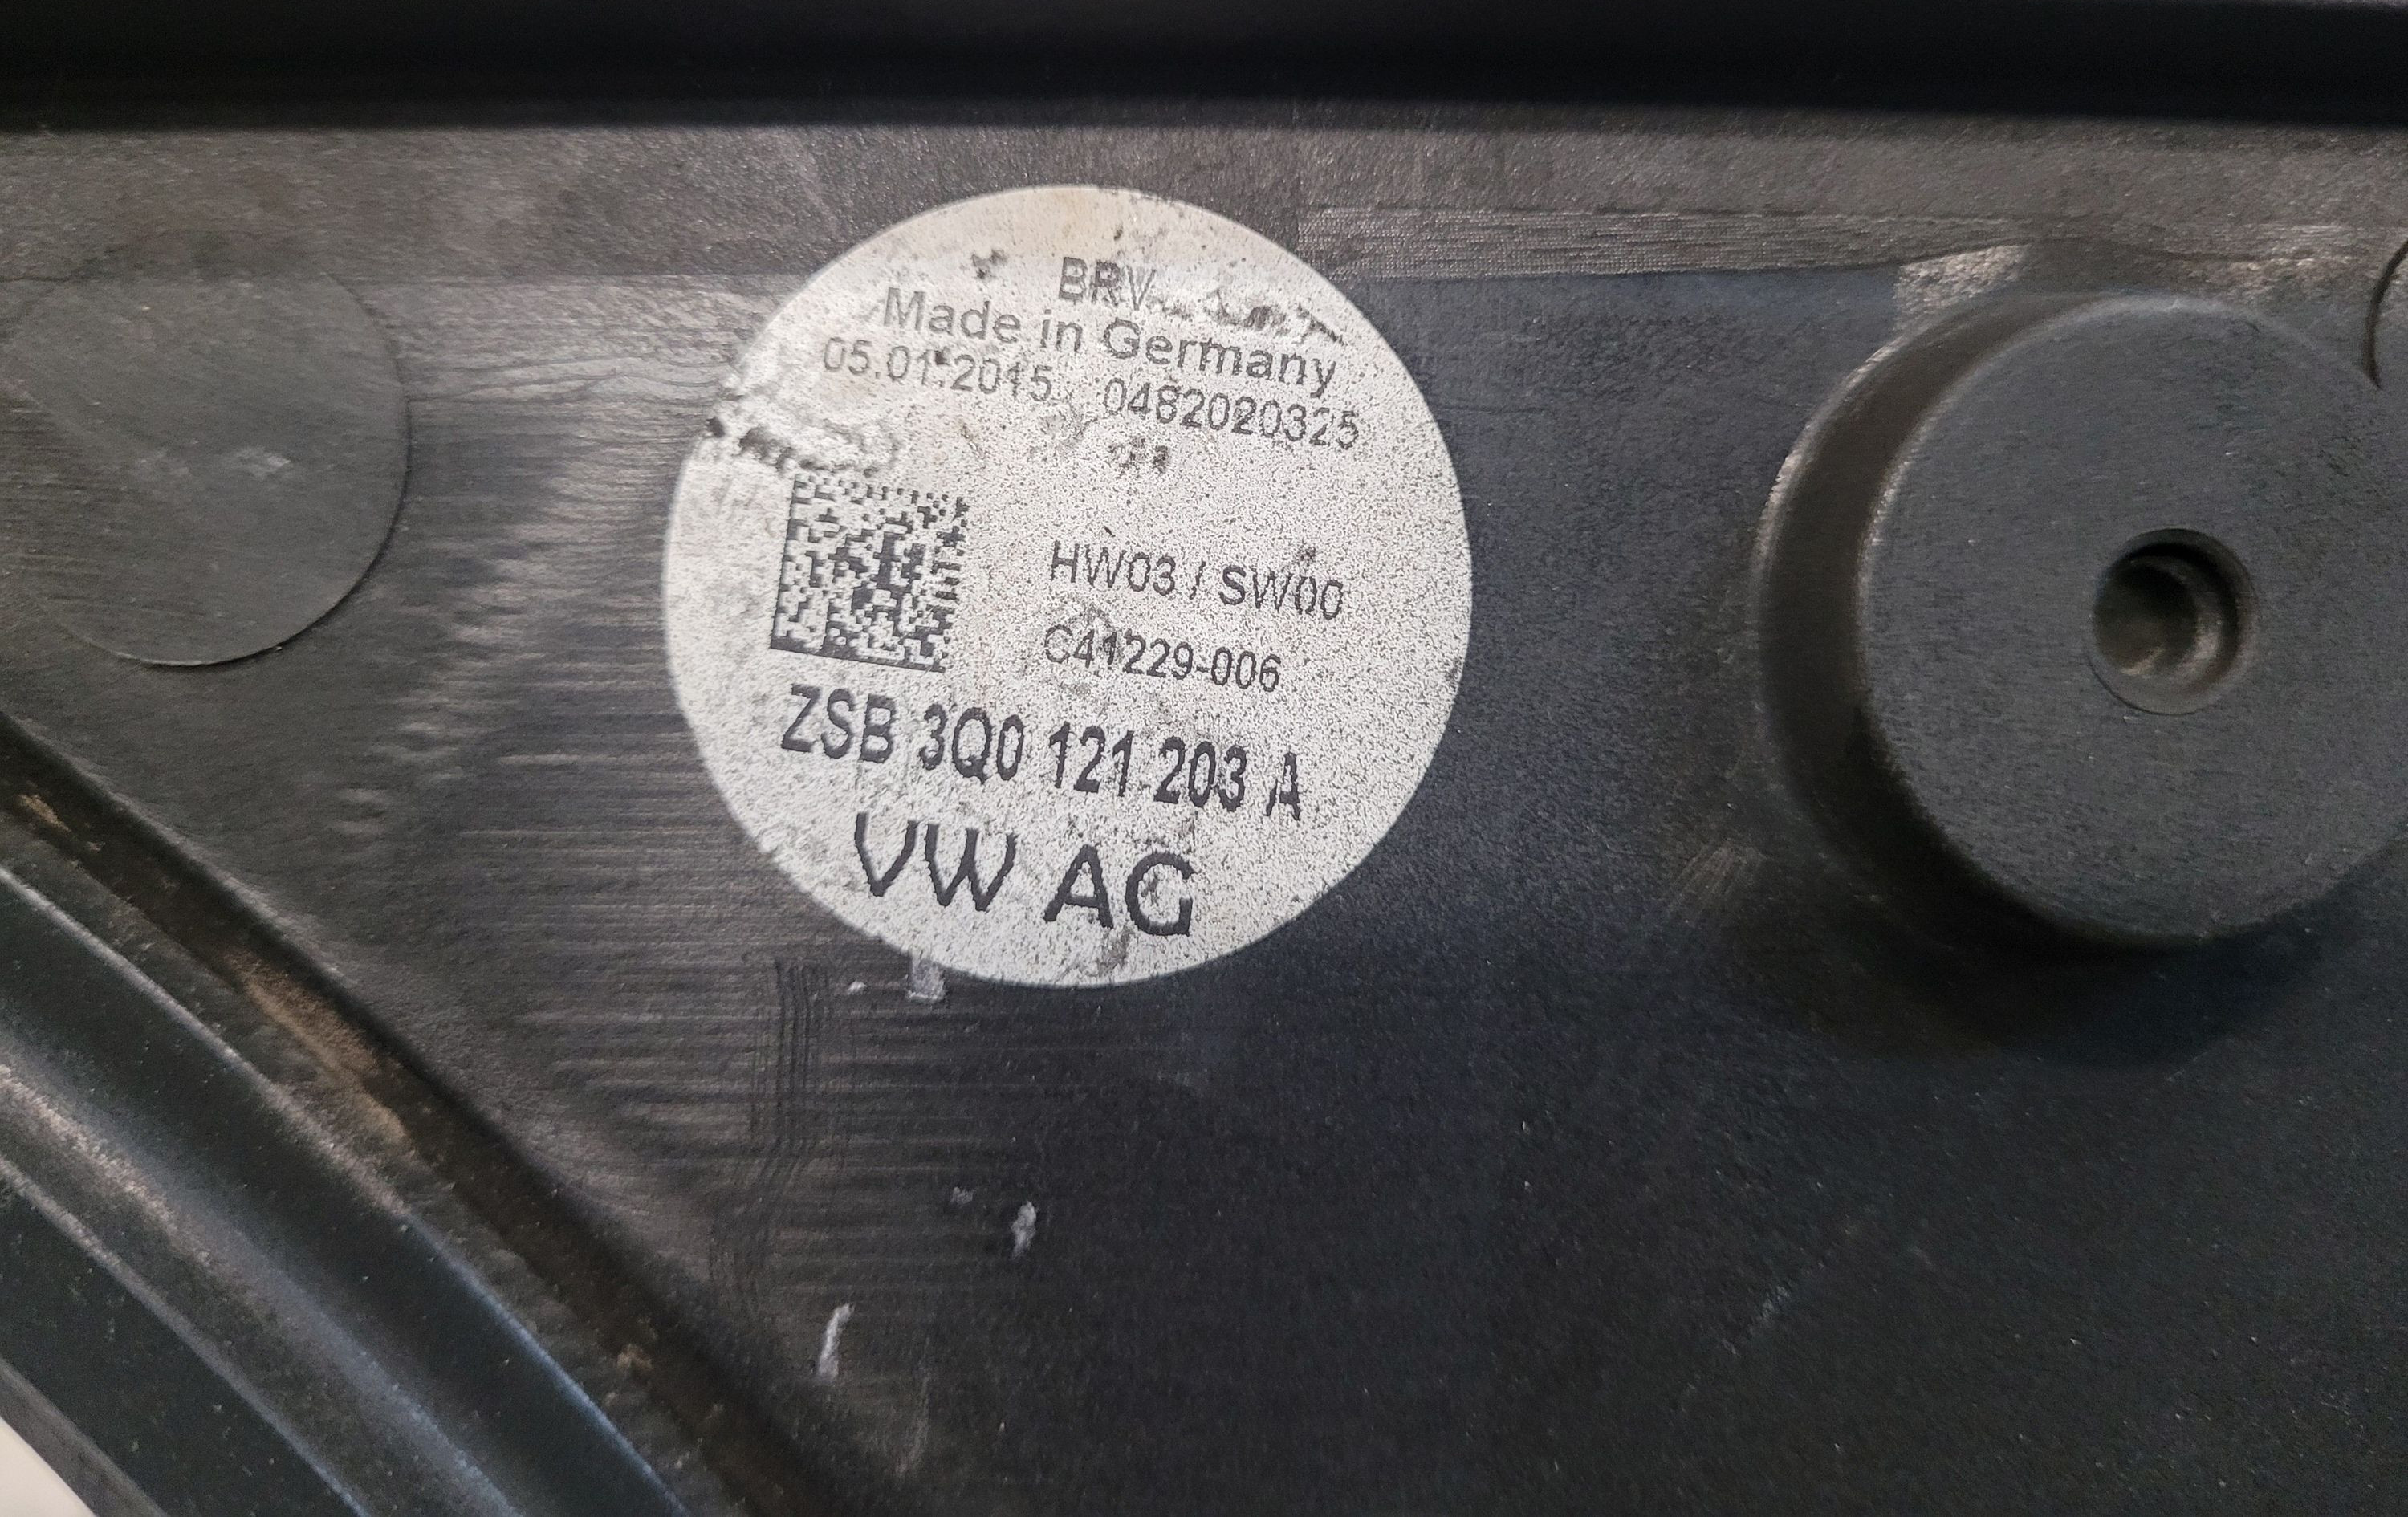 BRV
Made in Germany
05.01.2015 0482020325
HW03 / SW00
C41229-006
ZSB 3Q0 121 203 A
VW AG